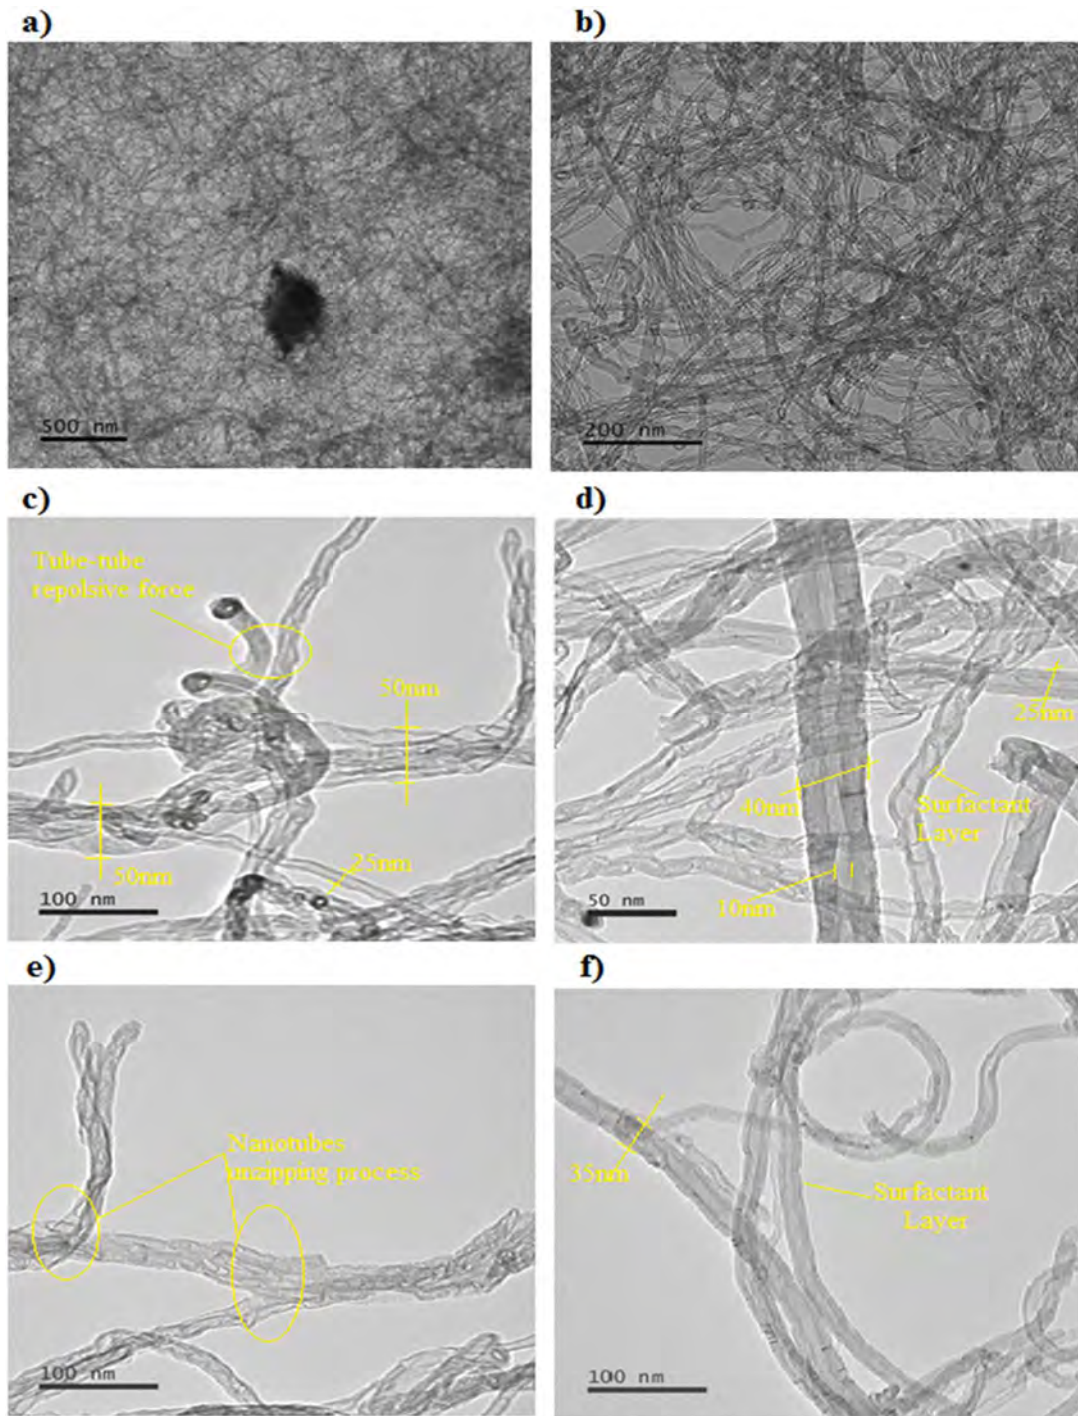 a)
b)
500 nm
200 nm
c)
d)
Tube-tube
repolsive force
50nm
50nm
25nm
100 nm
25nm
40nm
Surfactant
Layer
10nm
50 nm
e)
f)
Nanotubes
unzipping process
100 nm
35nm
Surfactant
Layer
100 nm